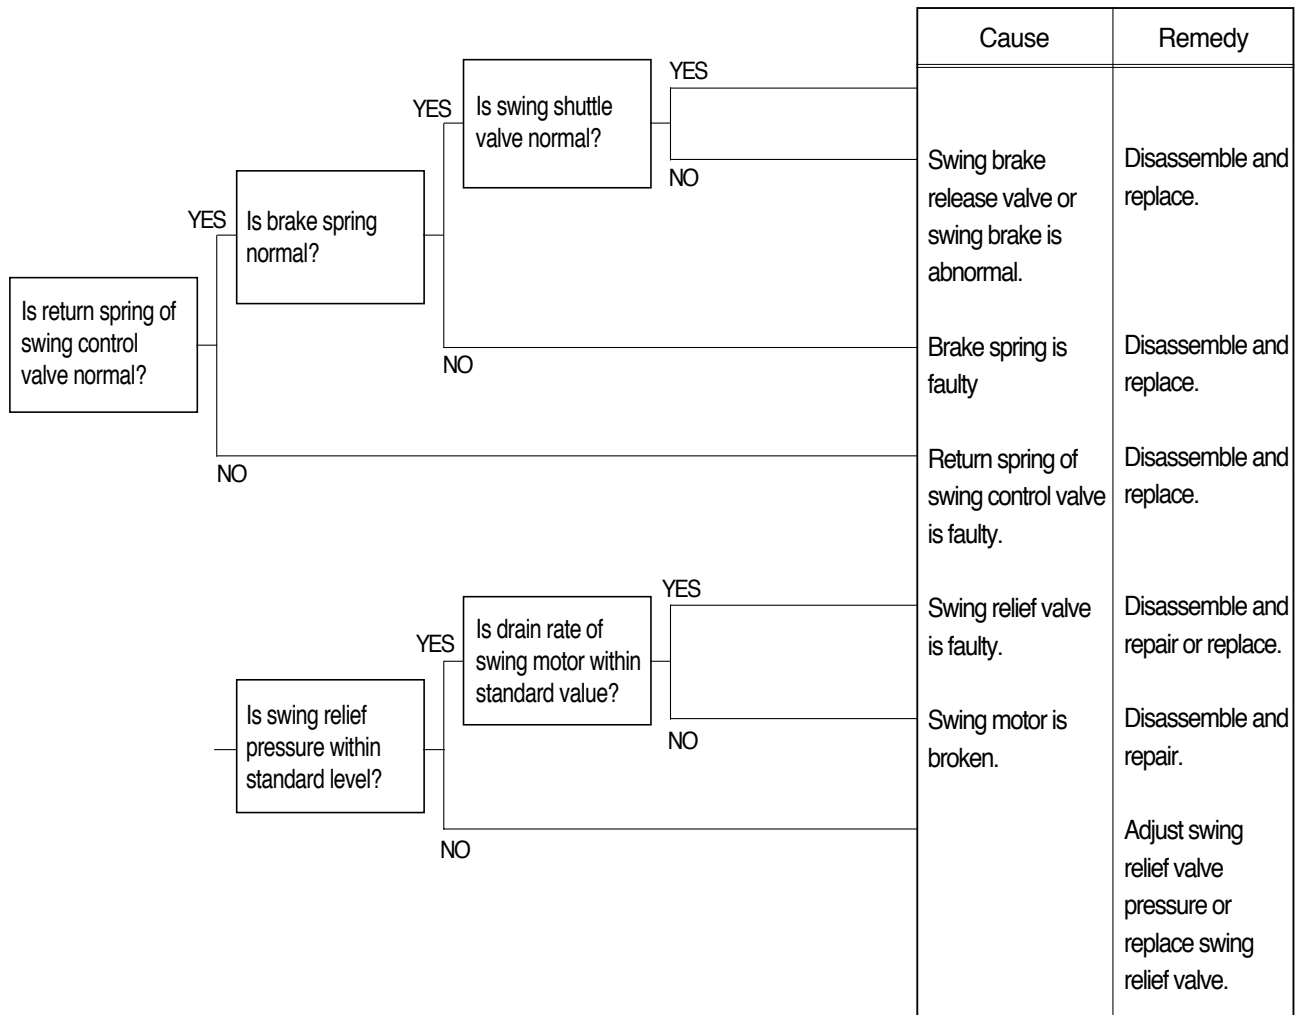 Cause
Remedy
YES
Is swing shuttle
valve normal?
YES
NO
Is brake spring
normal?
YES
NO
Is return spring of
swing control
valve normal?
NO
Swing brake
release valve or
swing brake is
abnormal.
Disassemble and
replace.
Brake spring is
faulty
Disassemble and
replace.
Return spring of
swing control valve
is faulty.
Disassemble and
replace.
YES
Is drain rate of
swing motor within
standard value?
YES
NO
Is swing relief
pressure within
standard level?
NO
Swing relief valve
is faulty.
Disassemble and
repair or replace.
Swing motor is
broken.
Disassemble and
repair.
Adjust swing
relief valve
pressure or
replace swing
relief valve.